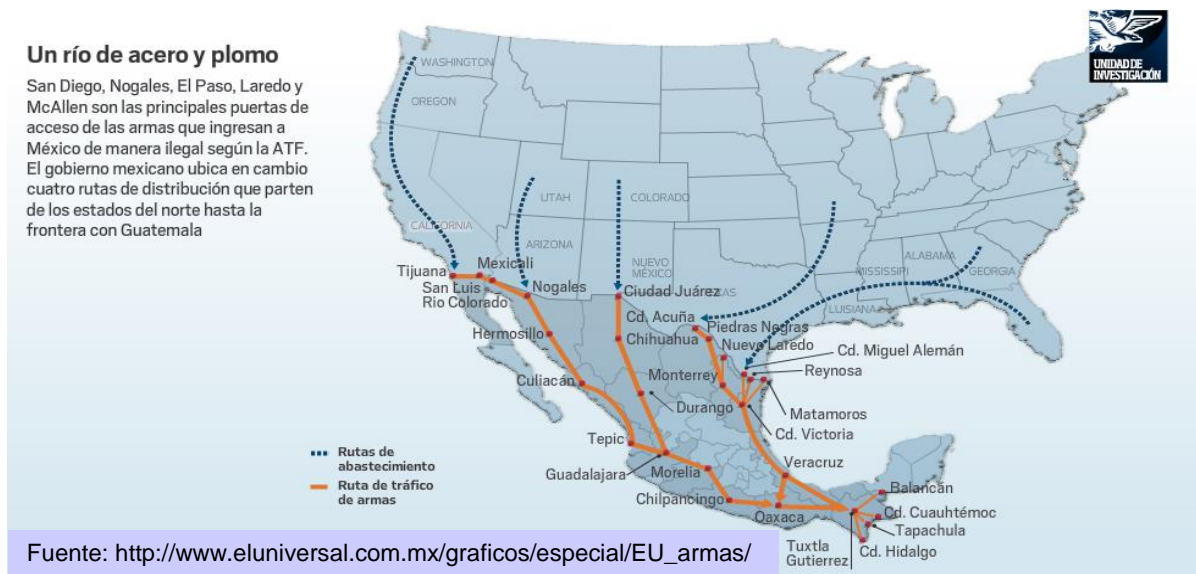 Un río de acero y plomo
San Diego, Nogales, El Paso, Laredo y
McAllen son las principales puertas de
acceso de las armas que ingresan a
México de manera ilegal según la ATF.
El gobierno mexicano ubica en cambio
cuatro rutas de distribución que parten
de los estados del norte hasta la
frontera con Guatemala
UNIDAD DE
INVESTIGACIÓN
WASHINGTON
OREGON
UTAH
COLORADO
CALIFORNIA
ARIZONA
NUEVO
MÉXICO
ALABAMA
MISSISSIPI
GEORGIA
LUISIANA
Tijuana
Mexicali
San Luis
Rio Colorado
Nogales
Ciudad Juárez
Cd. Acuña
Piedras Negras
Hermosillo
Chihuahua
Nuevo Laredo
Cd. Miguel Alemán
Reynosa
Culiacán
Monterrey
Durango
Matamoros
Cd. Victoria
Tepic
Guadalajara
Morelia
Veracruz
Chilpancingo
Oaxaca
Balancán
Cd. Cuauhtémoc
Tapachula
Tuxtla
Gutierrez
Cd. Hidalgo
Rutas de
abastecimiento
Ruta de tráfico
de armas
Fuente: http://www.eluniversal.com.mx/graficos/especial/EU_armas/